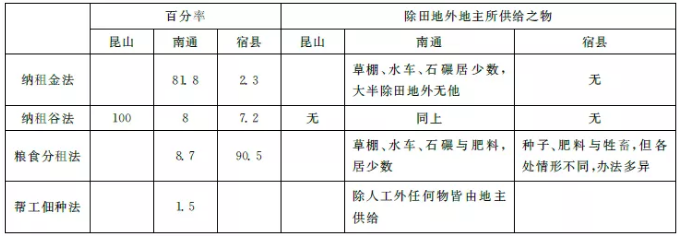 百分率 除田地外地主所供给之物
昆山 南通 宿县 昆山 南通 宿县
纳租金法 81.8 2.3 草棚、水车、石碾居少数，
大半除田地外无他 无
纳租谷法 100 8 7.2 无 同上 无
粮食分租法 8.7 90.5 草棚、水车、石碾与肥料，
居少数 种子、肥料与牲畜，但各
处情形不同，办法多异
帮工佃种法 1.5 除人工外任何物皆由地主
供给